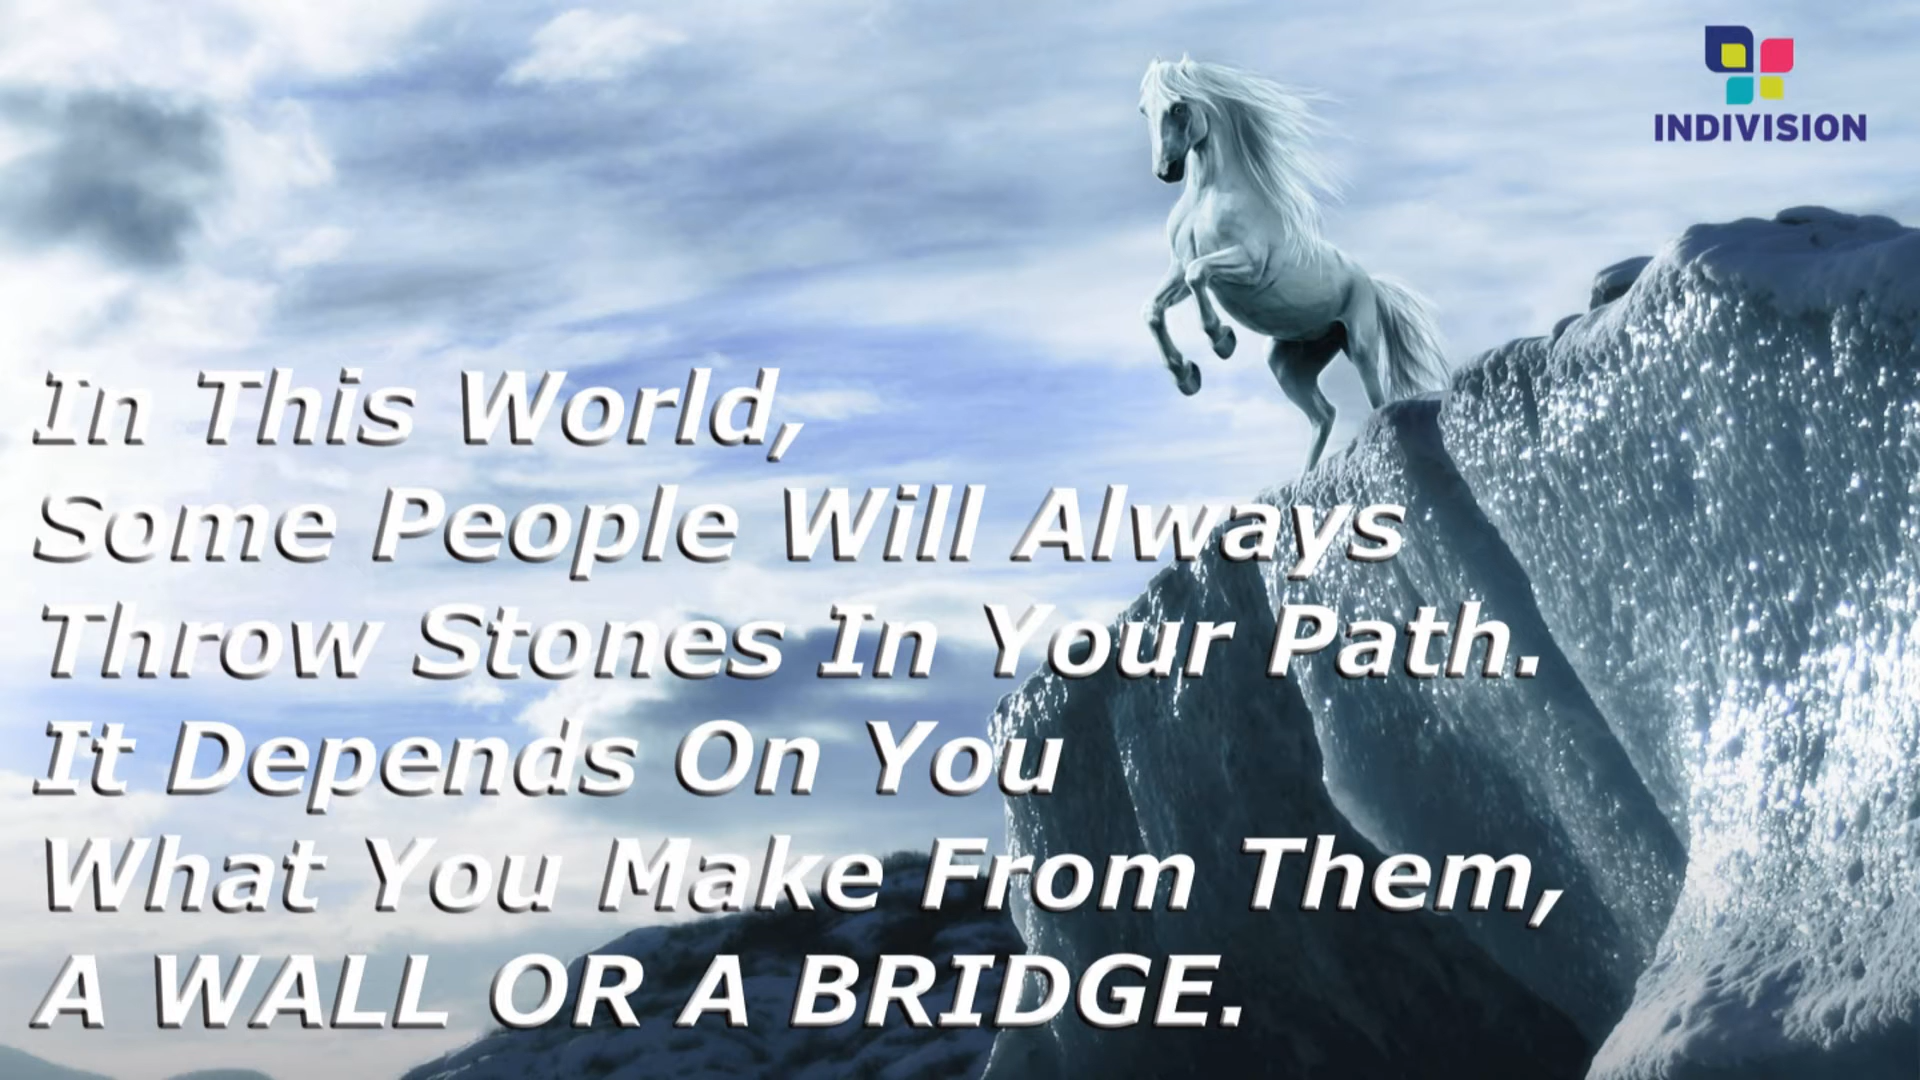 INDIVISION
In This World,
Some People Will Always
Throw Stones In Your Path.
It Depends On You
What You Make From Them,
A WALL OR A BRIDGE.